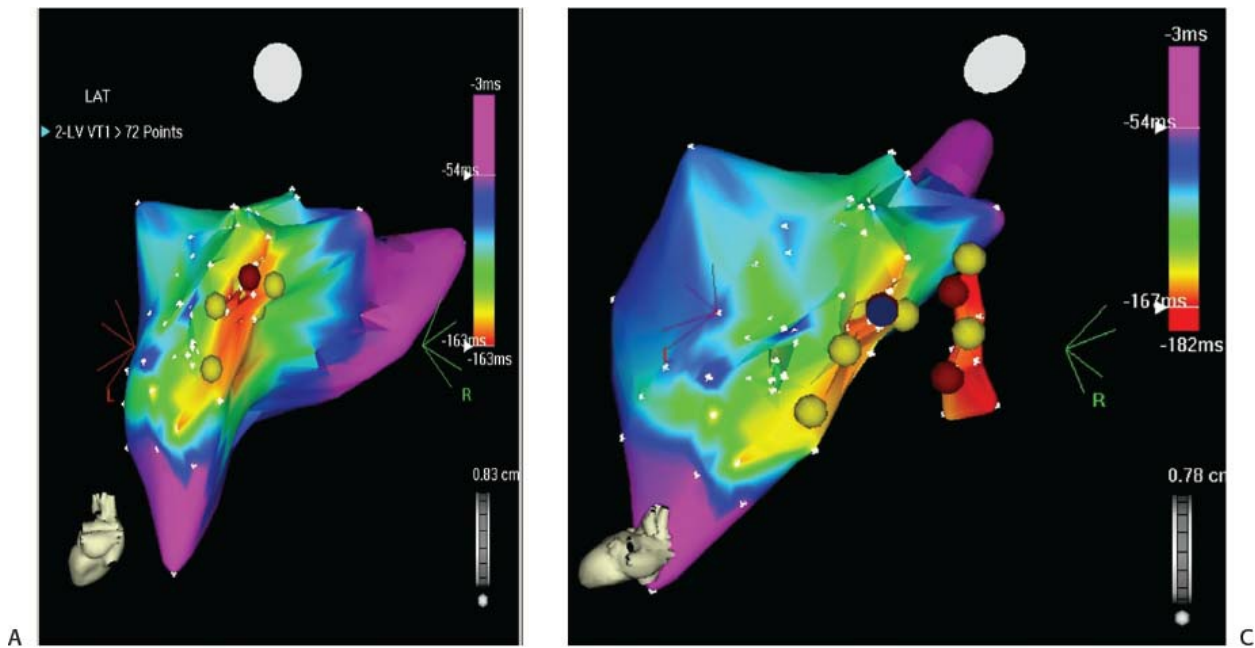 LAT
2-LV VT1 > 72 Points
-3ms
-54ms
-163ms
-163ms
L
R
0.83 cm
A
-3ms
-54ms
-167ms
-182ms
L
R
0.78 cm
C